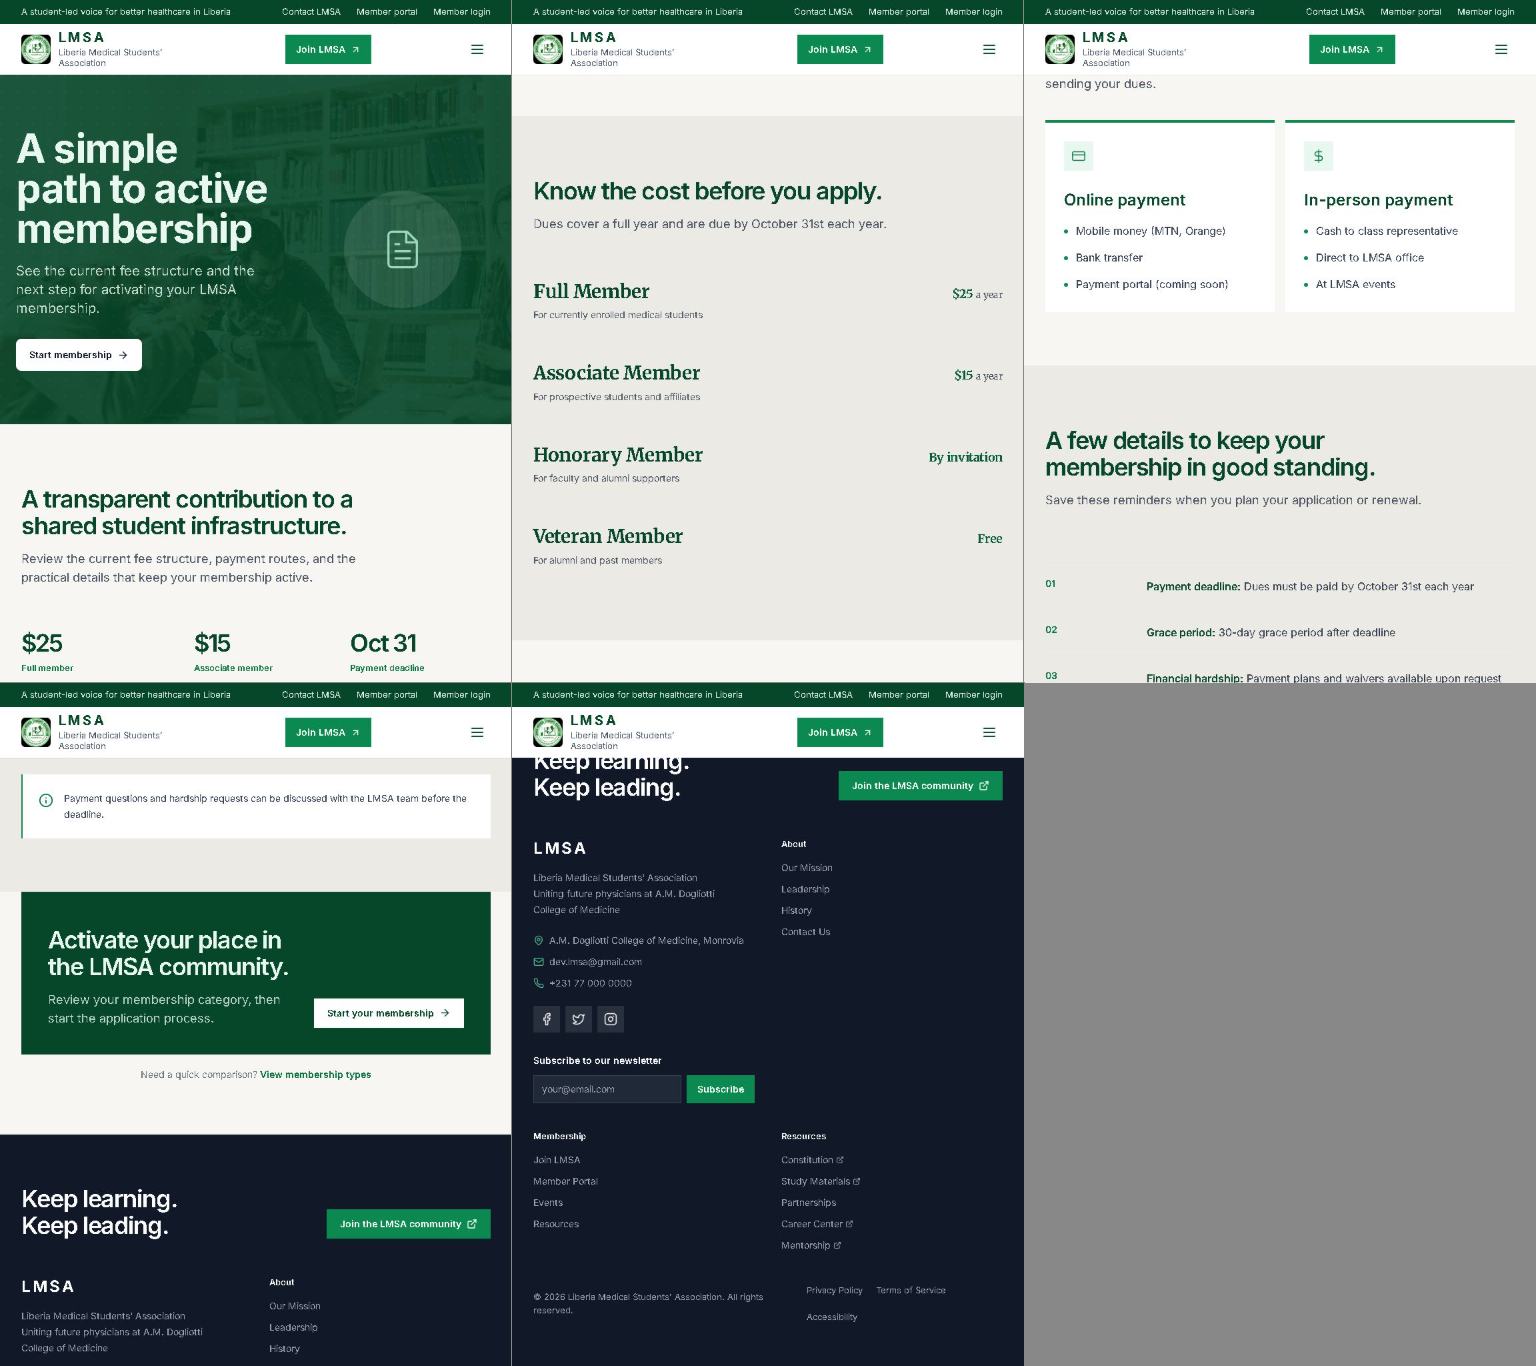 A student-led voice for better healthcare in Liberia
Contact LMSA Member portal Member login
LMSA
Liberia Medical Students'
Association
Join LMSA
A simple
path to active
membership
See the current fee structure and the
next step for activating your LMSA
membership.
Start membership
A transparent contribution to a
shared student infrastructure.
Review the current fee structure, payment routes, and the
practical details that keep your membership active.
$25 $15 Oct 31
Full member Associate member Payment deadline
A student-led voice for better healthcare in Liberia
Contact LMSA Member portal Member login
LMSA
Liberia Medical Students'
Association
Join LMSA
Know the cost before you apply.
Dues cover a full year and are due by October 31st each year.
Full Member $25 a year
For currently enrolled medical students
Associate Member $15 a year
For prospective students and affiliates
Honorary Member By invitation
For faculty and alumni supporters
Veteran Member Free
For alumni and past members
A student-led voice for better healthcare in Liberia
Contact LMSA Member portal Member login
LMSA
Liberia Medical Students'
Association
Join LMSA
sending your dues.
Online payment
Mobile money (MTN, Orange)
Bank transfer
Payment portal (coming soon)
In-person payment
Cash to class representative
Direct to LMSA office
At LMSA events
A few details to keep your
membership in good standing.
Save these reminders when you plan your application or renewal.
01 Payment deadline: Dues must be paid by October 31st each year
02 Grace period: 30-day grace period after deadline
03 Financial hardship: Payment plans and waivers available upon request
A student-led voice for better healthcare in Liberia
Contact LMSA Member portal Member login
LMSA
Liberia Medical Students'
Association
Join LMSA
Payment questions and hardship requests can be discussed with the LMSA team before the
deadline.
Activate your place in
the LMSA community.
Review your membership category, then
start the application process.
Start your membership
Need a quick comparison? View membership types
Keep learning.
Keep leading.
Join the LMSA community
LMSA
Liberia Medical Students' Association
Uniting future physicians at A.M. Dogliotti
College of Medicine
About
Our Mission
Leadership
History
A student-led voice for better healthcare in Liberia
Contact LMSA Member portal Member login
LMSA
Liberia Medical Students'
Association
Join LMSA
Keep learning.
Keep leading.
Join the LMSA community
LMSA
Liberia Medical Students' Association
Uniting future physicians at A.M. Dogliotti
College of Medicine
A.M. Dogliotti College of Medicine, Monrovia
dev.lmsa@gmail.com
+231 77 000 0000
About
Our Mission
Leadership
History
Contact Us
Subscribe to our newsletter
your@email.com
Subscribe
Membership
Join LMSA
Member Portal
Events
Resources
Resources
Constitution
Study Materials
Partnerships
Career Center
Mentorship
© 2026 Liberia Medical Students' Association. All rights
reserved.
Privacy Policy Terms of Service
Accessibility